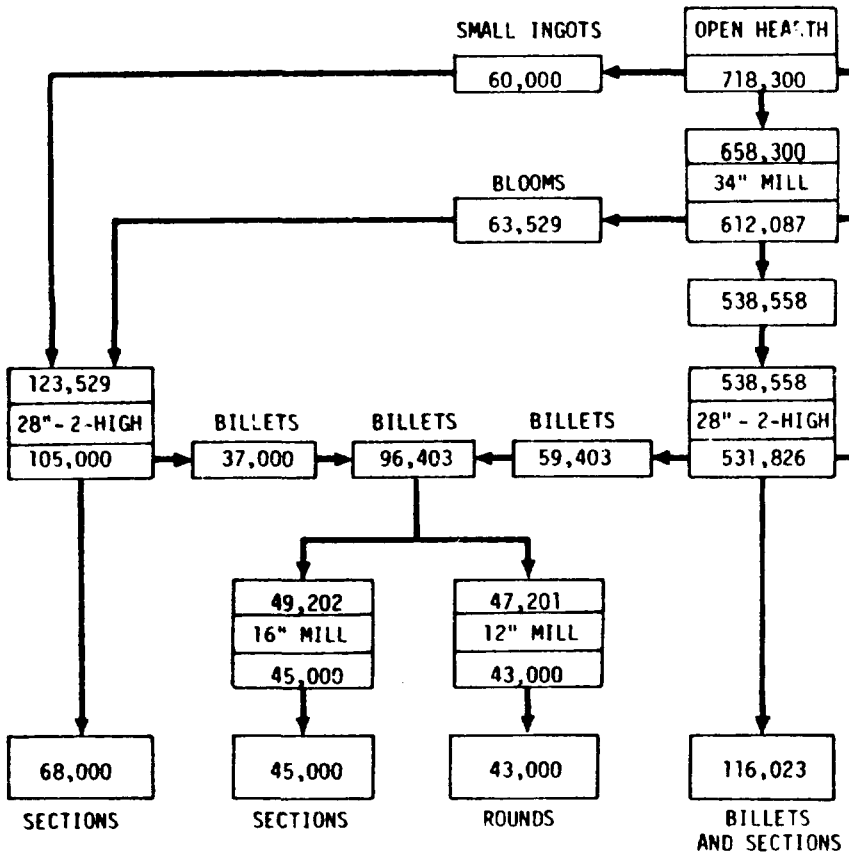 SMALL INGOTS
60,000
OPEN HEALTH
718,300
658,300
34" MILL
612,087
BLOOMS
63,529
538,558
123,529
28" - 2-HIGH
105,000
BILLETS
37,000
BILLETS
96,403
BILLETS
59,403
538,558
28" - 2-HIGH
531,826
49,202
16" MILL
45,000
47,201
12" MILL
43,000
68,000
SECTIONS
45,000
SECTIONS
43,000
ROUNDS
116,023
BILLETS
AND SECTIONS